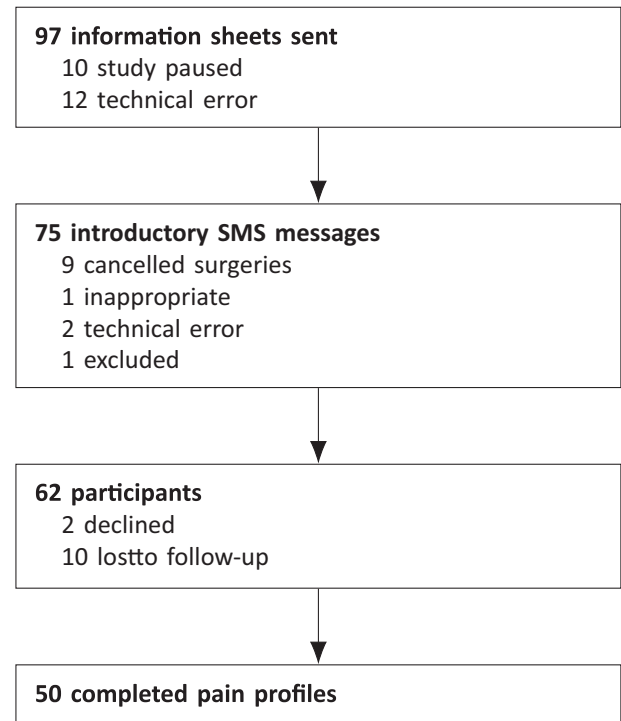 97 information sheets sent
10 study paused
12 technical error
75 introductory SMS messages
9 cancelled surgeries
1 inappropriate
2 technical error
1 excluded
62 participants
2 declined
10 lostto follow-up
50 completed pain profiles